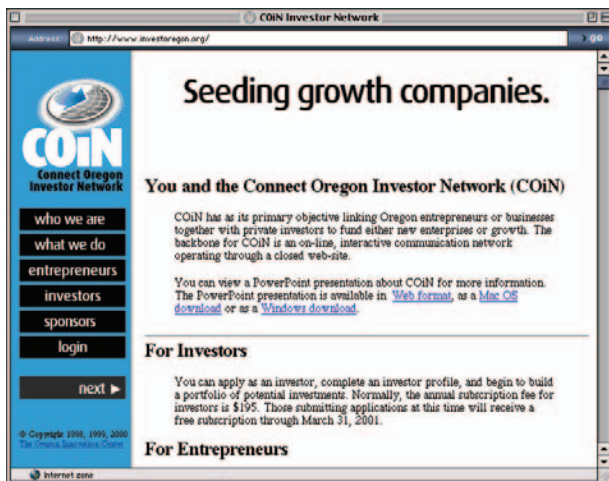 COiN Investor Network
Address: http://www.investoregon.org/ go
Seeding growth companies.
COiN
Connect Oregon
Investor Network
who we are
what we do
entrepreneurs
investors
sponsors
login
next
© Copyright 1998, 1999, 2000
The Oregon Innovation Center
You and the Connect Oregon Investor Network (COiN)
COiN has as its primary objective linking Oregon entrepreneurs or businesses
together with private investors to fund either new enterprises or growth. The
backbone for COiN is an on-line, interactive communication network
operating through a closed web-site.
You can view a PowerPoint presentation about COiN for more information.
The PowerPoint presentation is available in Web format, as a Mac OS
download or as a Windows download.
For Investors
You can apply as an investor, complete an investor profile, and begin to build
a portfolio of potential investments. Normally, the annual subscription fee for
investors is $195. Those submitting applications at this time will receive a
free subscription through March 31, 2001.
For Entrepreneurs
Internet zone